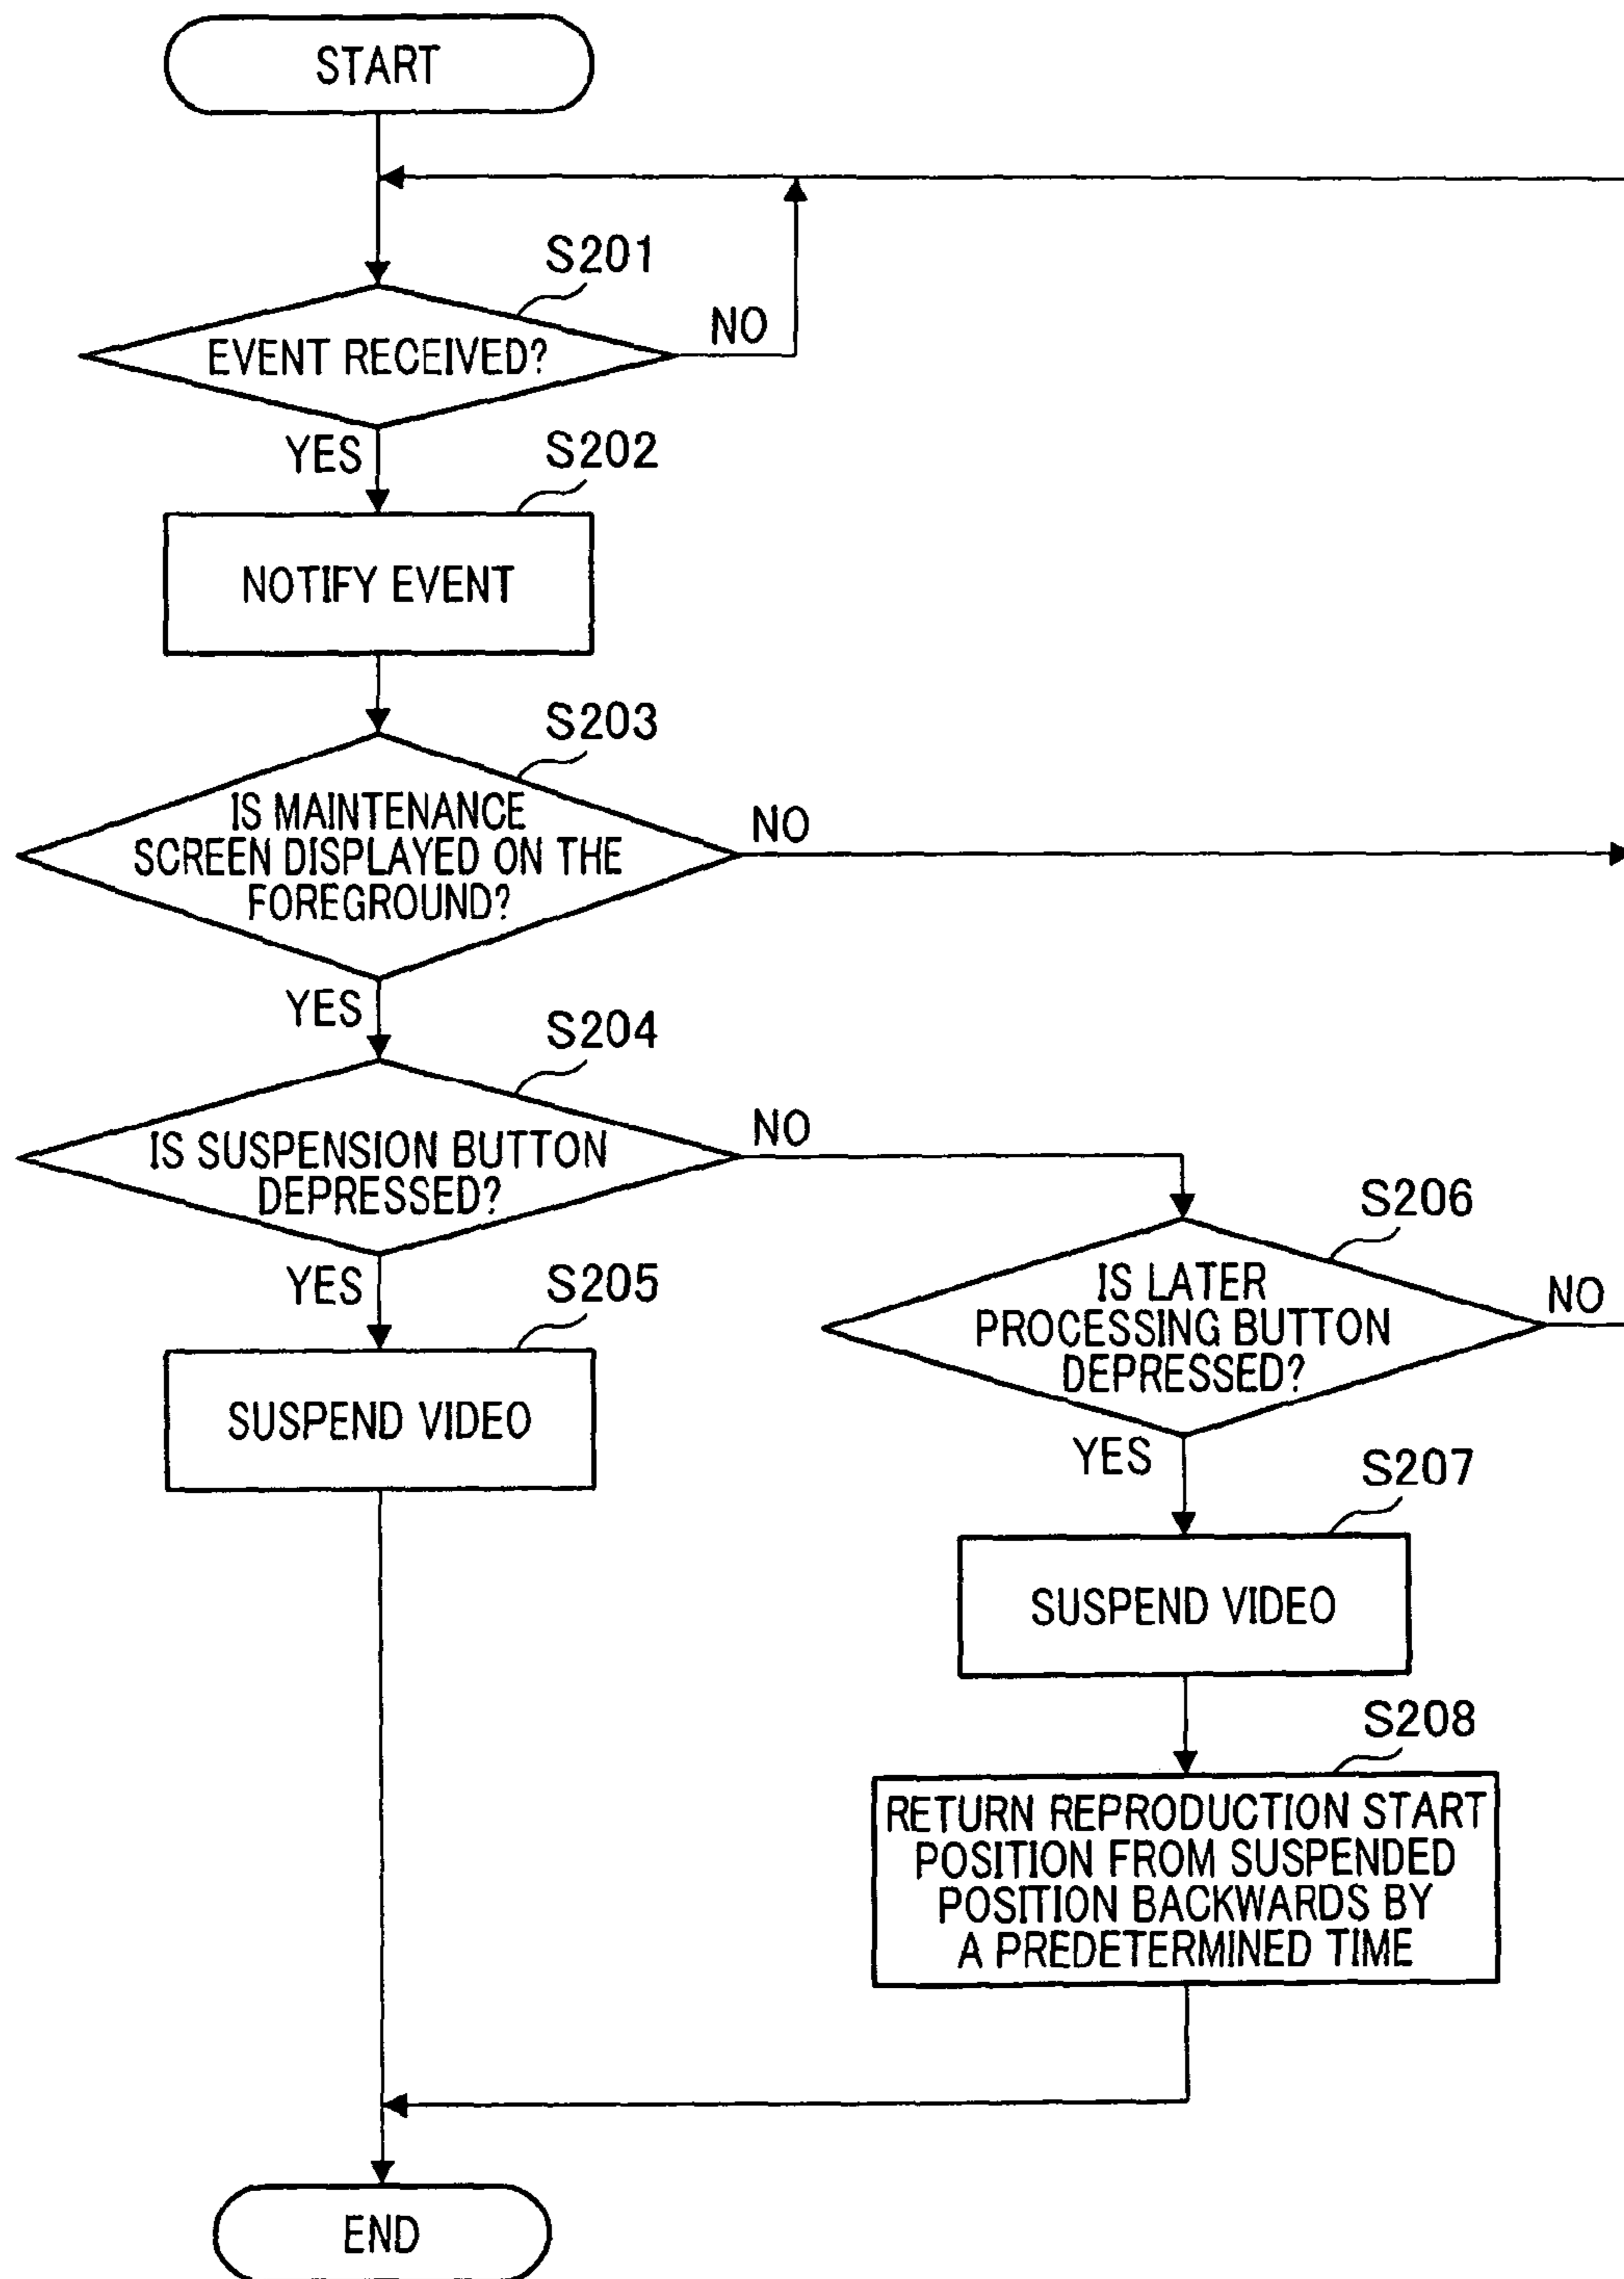 START
S201
EVENT RECEIVED?
NO
YES
S202
NOTIFY EVENT
S203
IS MAINTENANCE
SCREEN DISPLAYED ON THE
FOREGROUND?
NO
YES
S204
IS SUSPENSION BUTTON
DEPRESSED?
NO
YES
S205
SUSPEND VIDEO
S206
IS LATER
PROCESSING BUTTON
DEPRESSED?
NO
YES
S207
SUSPEND VIDEO
S208
RETURN REPRODUCTION START
POSITION FROM SUSPENDED
POSITION BACKWARDS BY
A PREDETERMINED TIME
END